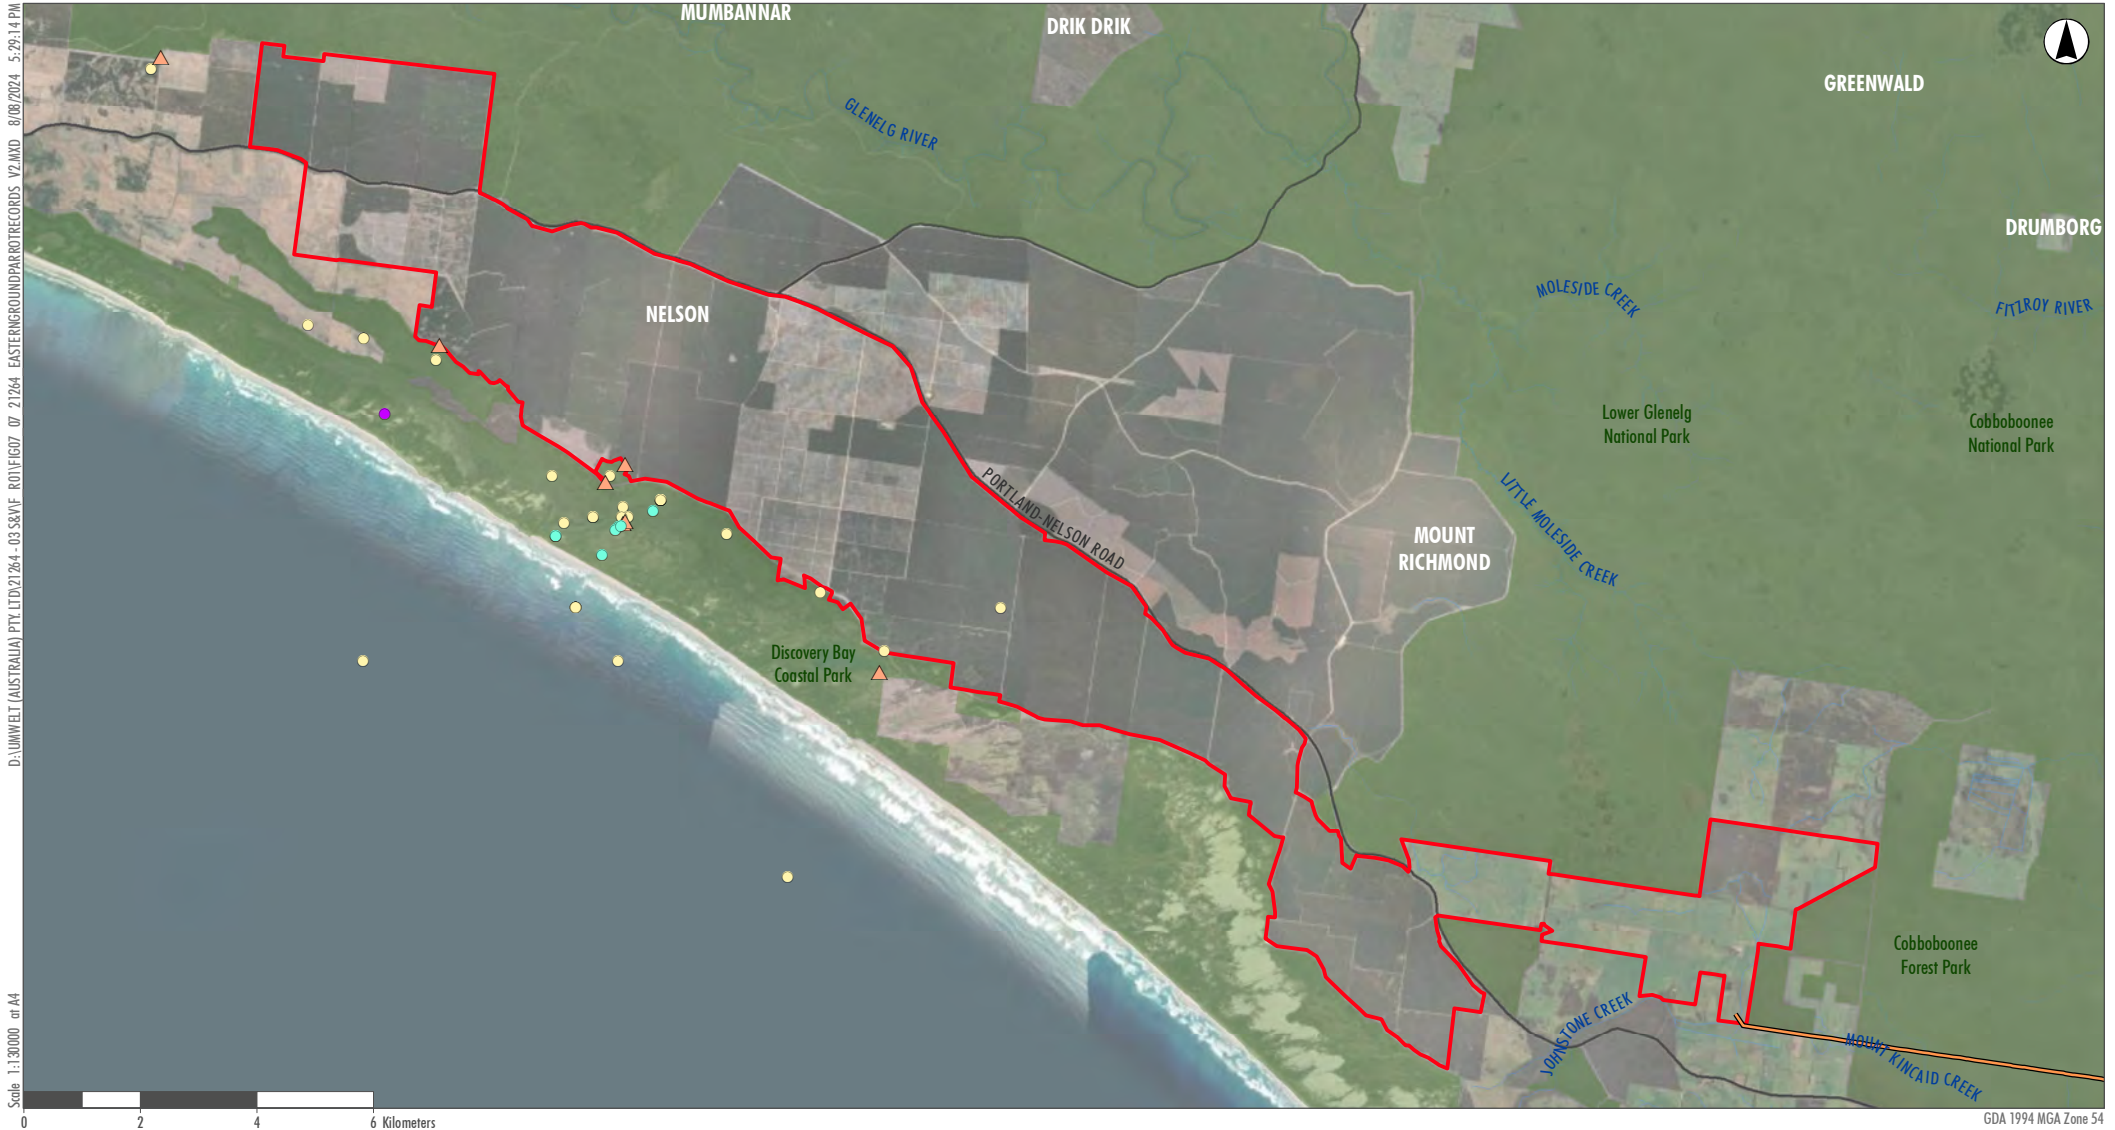 MUMBANNAR
DRIK DRIK
GREENWALD
GLENELG RIVER
DRUMBORG
MOLESIDE CREEK
FITZROY RIVER
NELSON
Lower Glenelg
National Park
Cobboboonee
National Park
PORTLAND-NELSON ROAD
LITTLE MOLESIDE CREEK
MOUNT
RICHMOND
Discovery Bay
Coastal Park
Cobboboonee
Forest Park
JOHNSTONE CREEK
MOUNT KINCAID CREEK
D:\UMWELT (AUSTRALIA) PTY. LTD\21264 - 03 S&V\F R01\FIG07 07 21264 EASTERNGROUNDPARROTRECORDS V2.MXD 8/08/2024 5:29:14 PM
Scale 1:130000 at A4
0 2 4 6 Kilometers
GDA 1994 MGA Zone 54